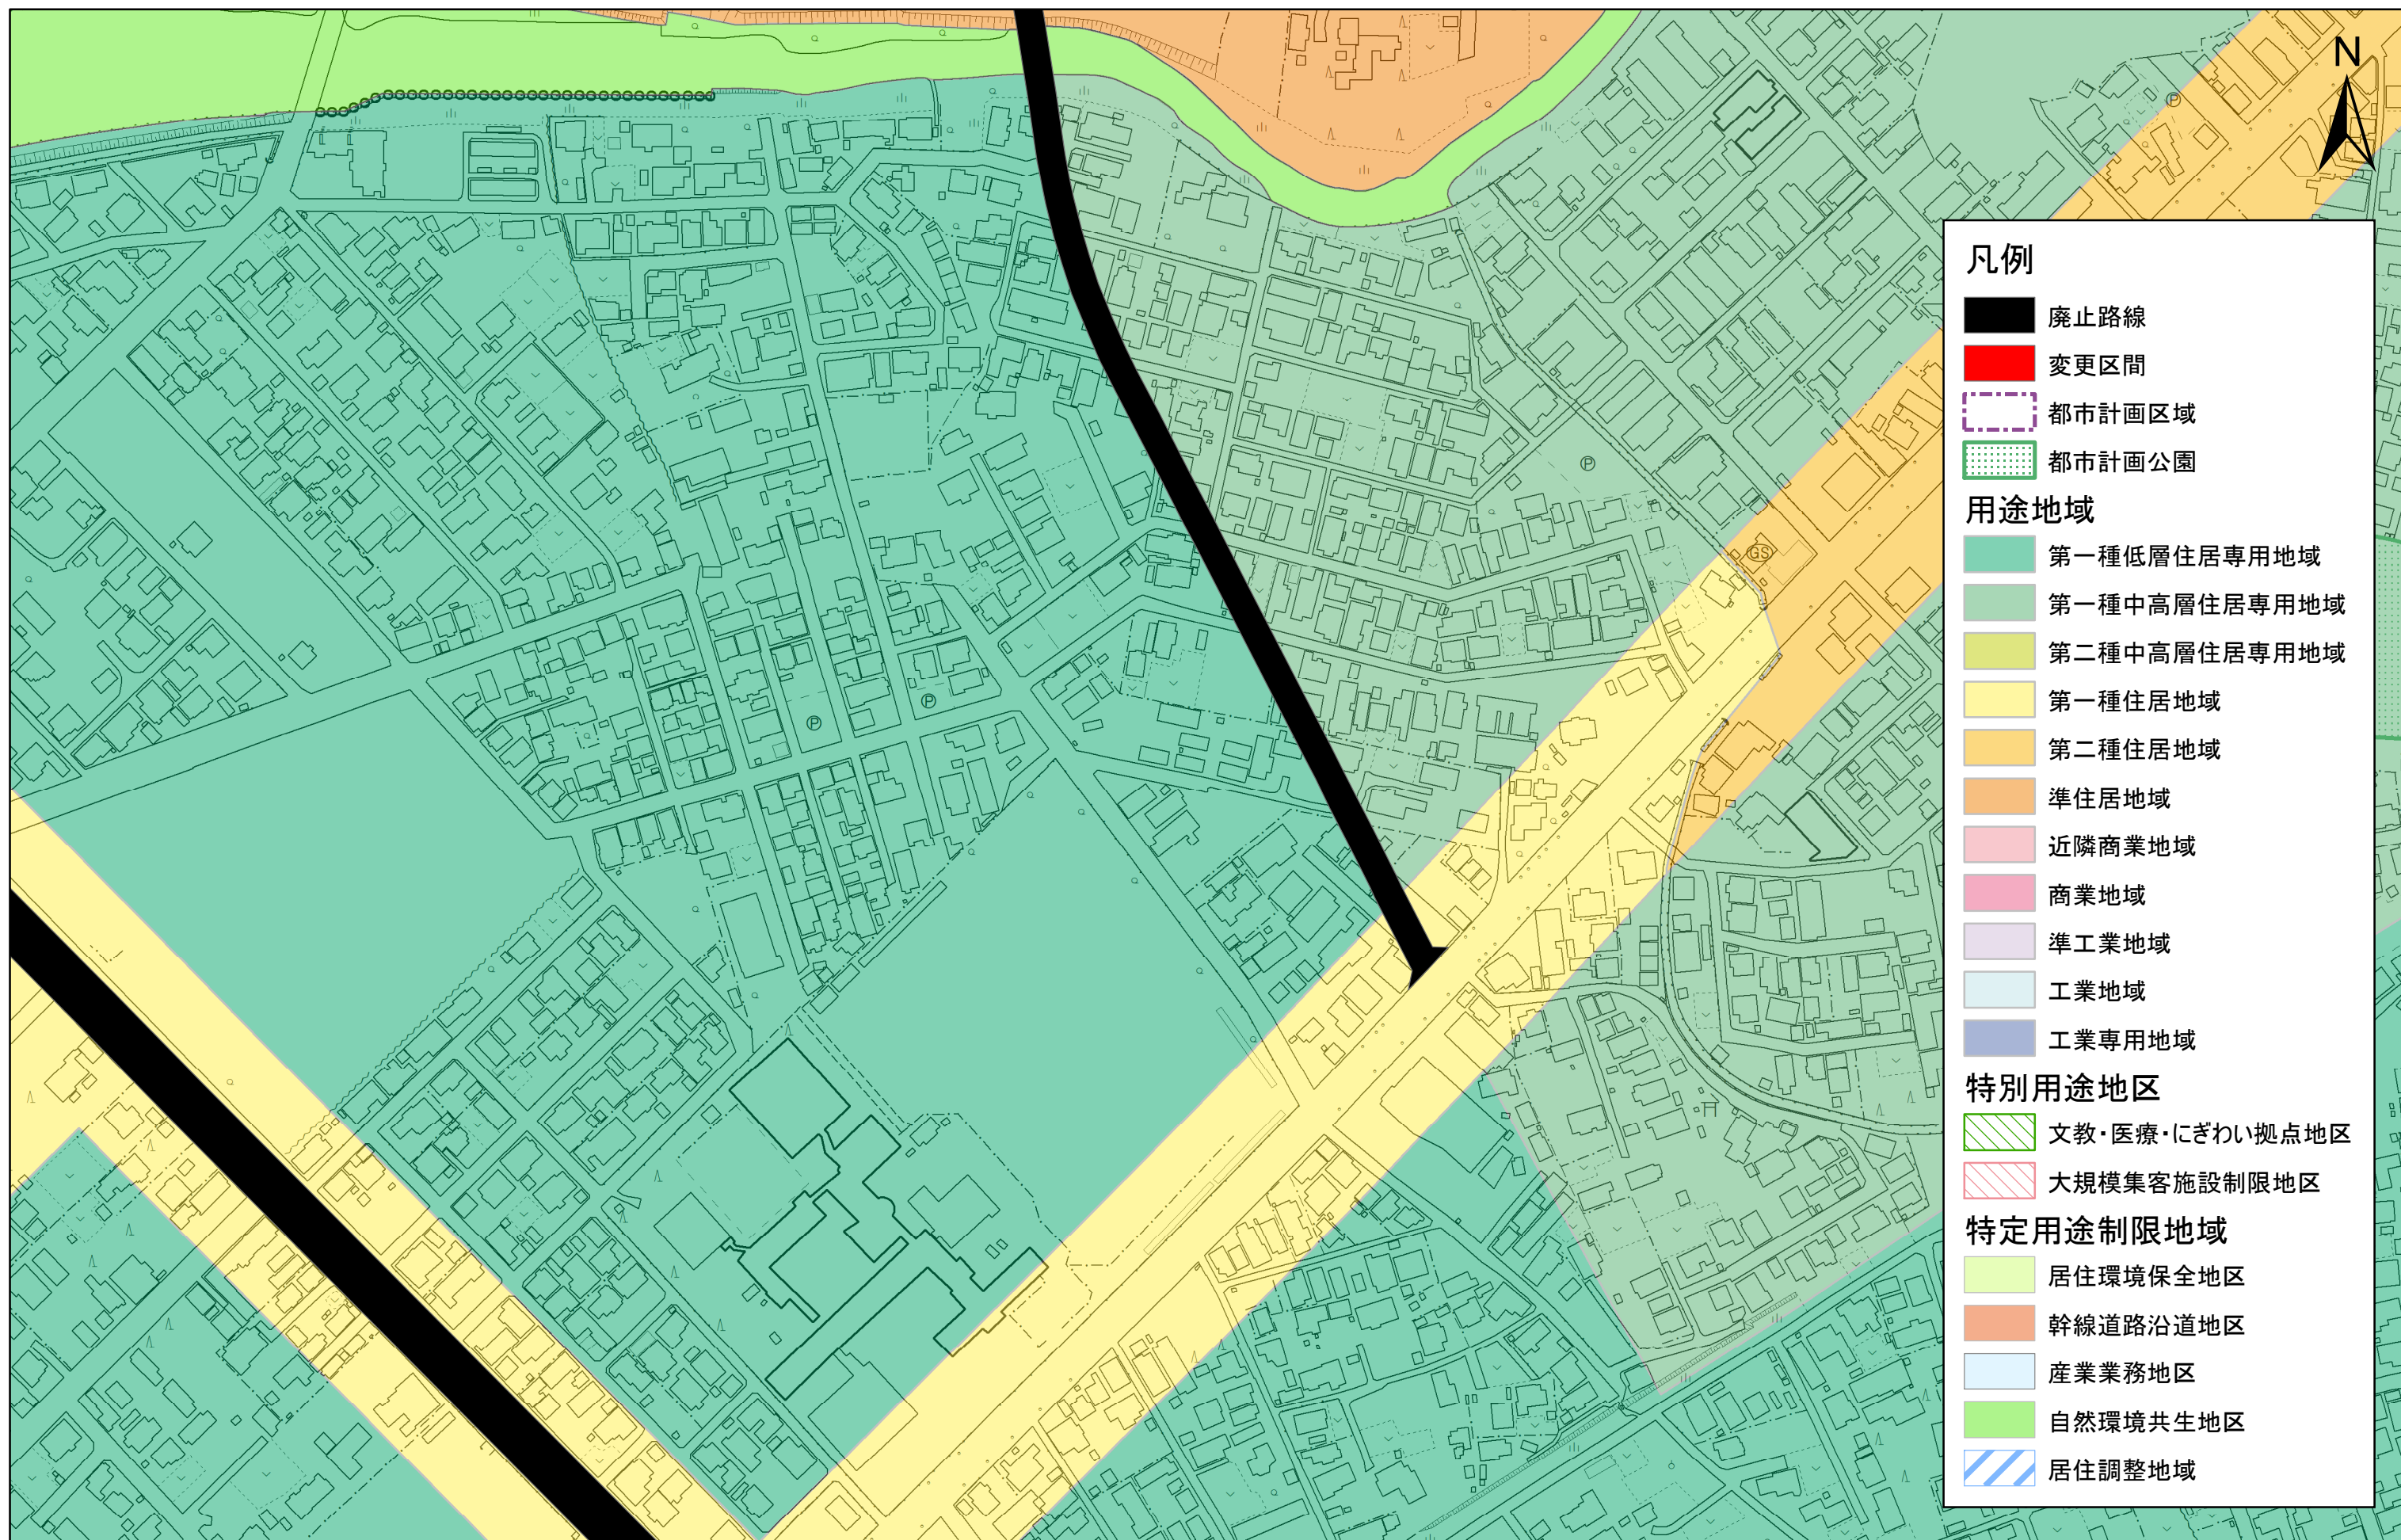 N
Ⓟ
凡例
廃止路線
変更区間
都市計画区域
都市計画公園
用途地域
第一種低層住居専用地域
第一種中高層住居専用地域
第二種中高層住居専用地域
第一種住居地域
第二種住居地域
準住居地域
近隣商業地域
商業地域
準工業地域
工業地域
工業専用地域
特別用途地区
文教・医療・にぎわい拠点地区
大規模集客施設制限地区
特定用途制限地域
居住環境保全地区
幹線道路沿道地区
産業業務地区
自然環境共生地区
居住調整地域
Ⓟ
GS
Ⓟ
Ⓟ